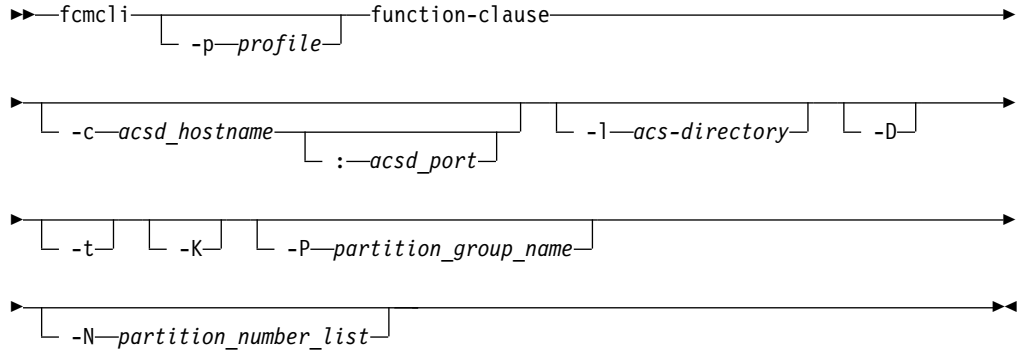 fcmcli function-clause
-p profile
-c acsd_hostname -l acs-directory -D
: acsd_port
-t -K -P partition_group_name
-N partition_number_list